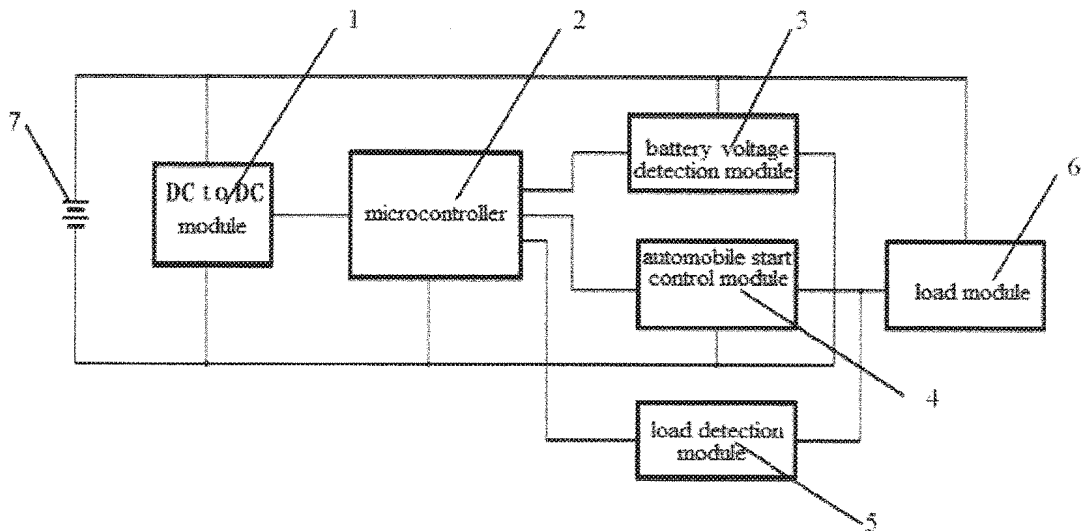 1
2
3
7
battery voltage
detection module
6
DC to DC
module
microcontroller
automobile start
control module
load module
4
load detection
module
5